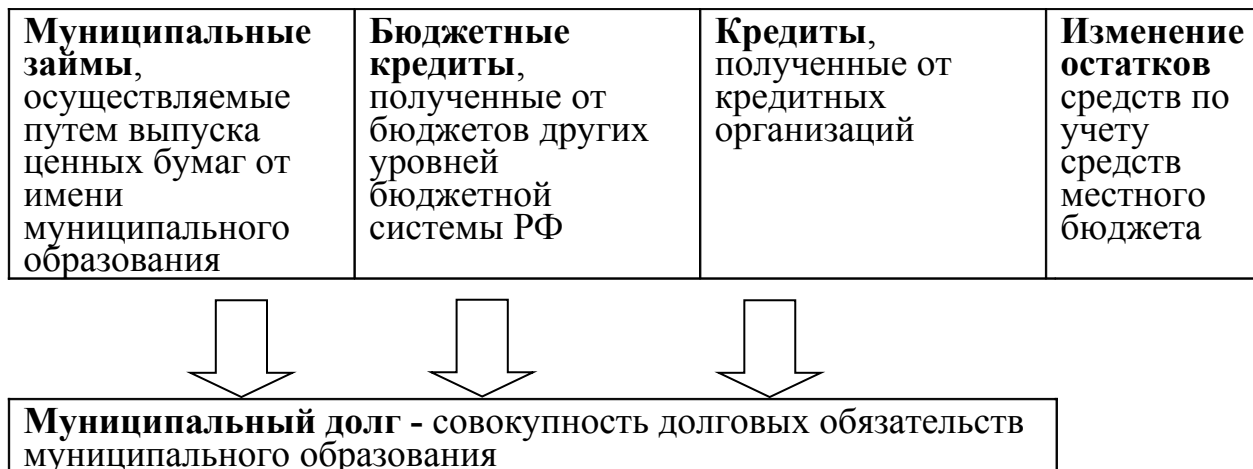 Муниципальные
займы,
осуществляемые
путем выпуска
ценных бумаг от
имени
муниципального
образования
Бюджетные
кредиты,
полученные от
бюджетов других
уровней
бюджетной
системы РФ
Кредиты,
полученные от
кредитных
организаций
Изменение
остатков
средств по
учету
средств
местного
бюджета
Муниципальный долг - совокупность долговых обязательств
муниципального образования